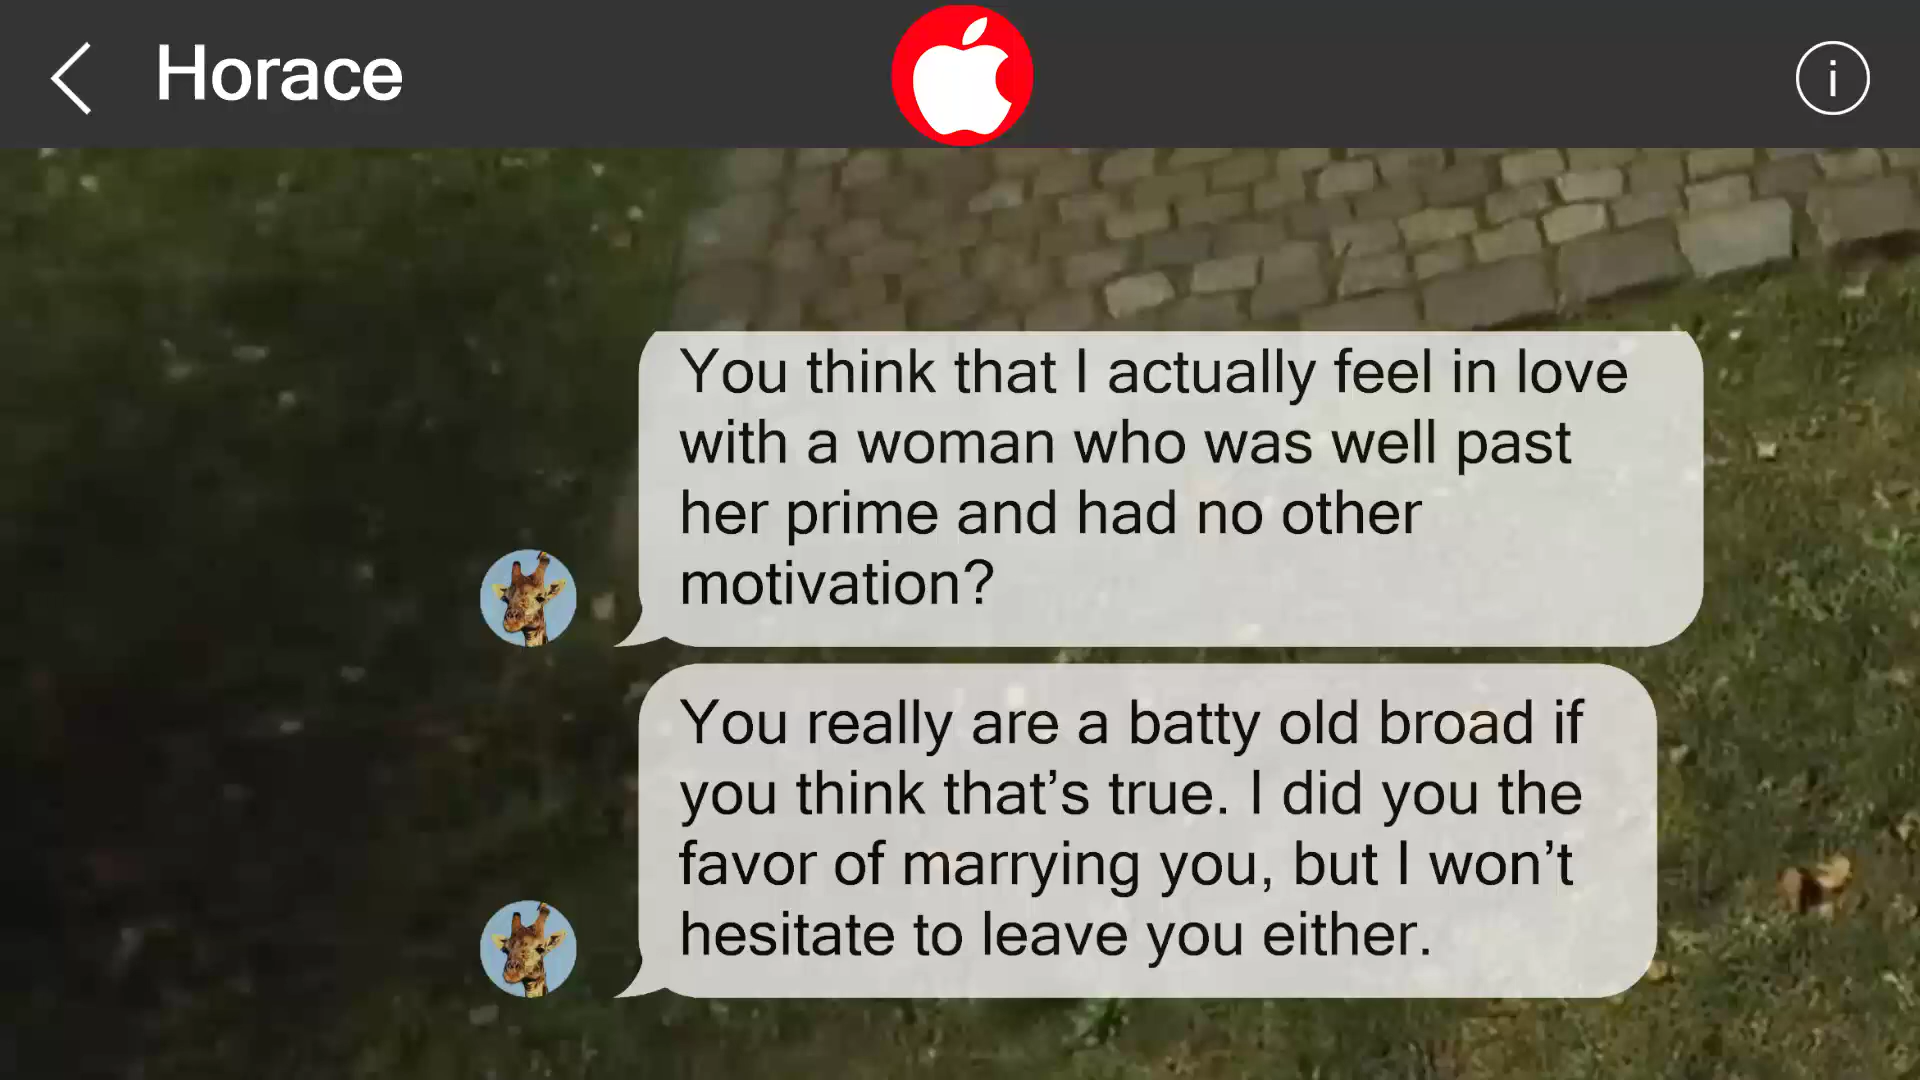 Horace
i
You think that I actually feel in love
with a woman who was well past
her prime and had no other
motivation?
You really are a batty old broad if
you think that’s true. I did you the
favor of marrying you, but I won’t
hesitate to leave you either.